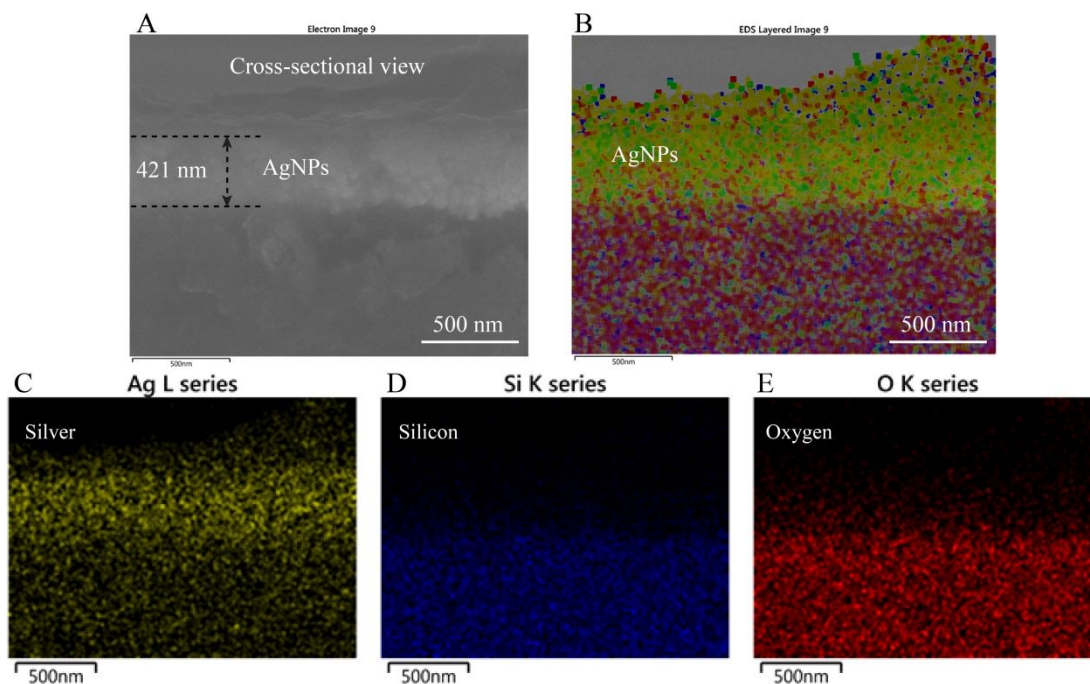 A
Electron Image 9
Cross-sectional view
421 nm
AgNPs
500 nm
500nm
B
EDS Layered Image 9
AgNPs
500 nm
500nm
C
Ag L series
Silver
500nm
D
Si K series
Silicon
500nm
E
O K series
Oxygen
500nm